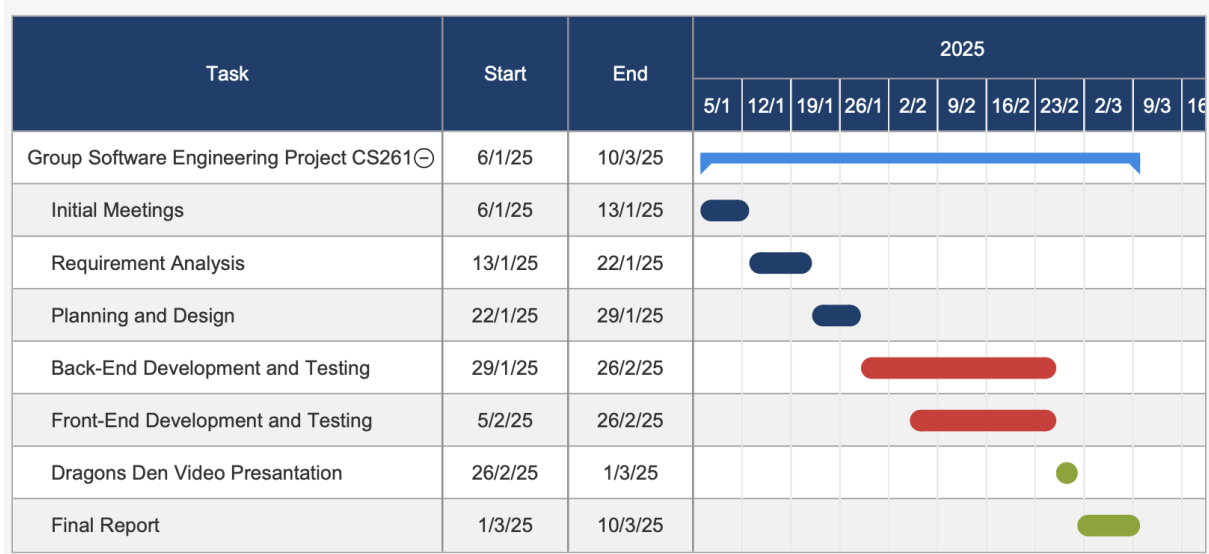 Task Start End 2025
5/1 12/1 19/1 26/1 2/2 9/2 16/2 23/2 2/3 9/3 16
Group Software Engineering Project CS261 6/1/25 10/3/25
Initial Meetings 6/1/25 13/1/25
Requirement Analysis 13/1/25 22/1/25
Planning and Design 22/1/25 29/1/25
Back-End Development and Testing 29/1/25 26/2/25
Front-End Development and Testing 5/2/25 26/2/25
Dragons Den Video Presantation 26/2/25 1/3/25
Final Report 1/3/25 10/3/25